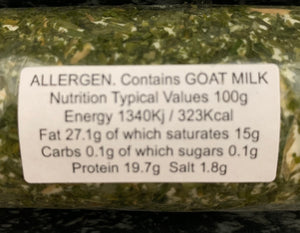 ALLERGEN. Contains GOAT MILK
Nutrition Typical Values 100g
Energy 1340Kj / 323Kcal
Fat 27.1g of which saturates 15g
Carbs 0.1g of which sugars 0.1g
Protein 19.7g Salt 1.8g